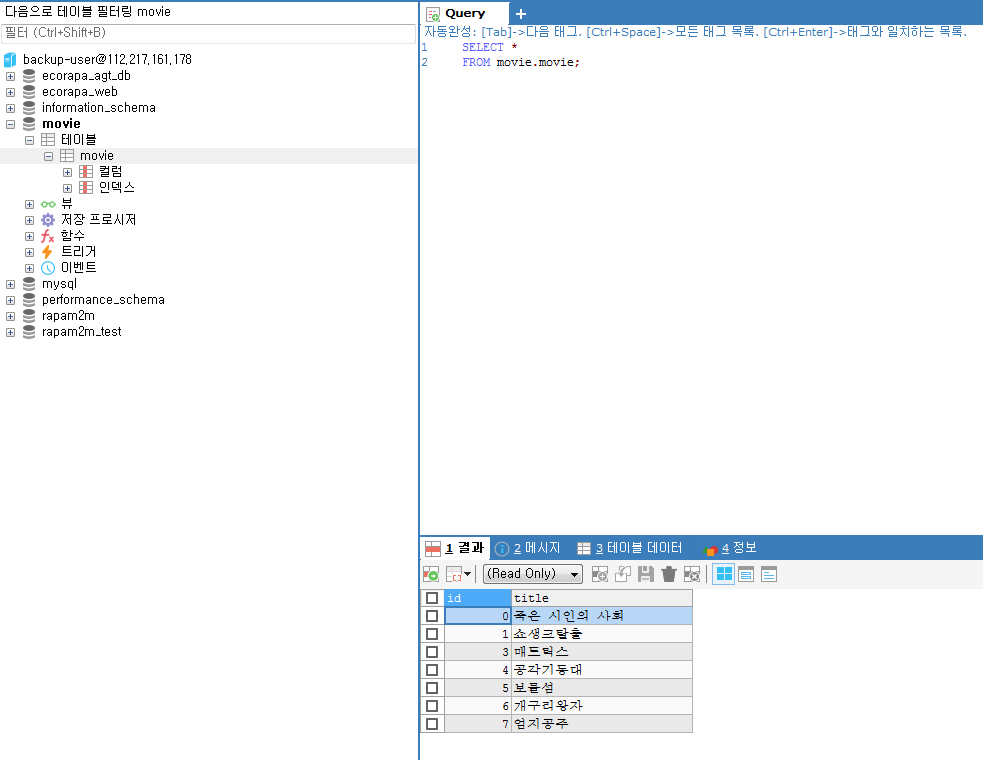 다음으로 테이블 필터링 movie
필터 (Ctrl+Shift+B)
backup-user@112.217.161.178
ecorapa_agt_db
ecorapa_web
information_schema
movie
테이블
movie
컬럼
인덱스
뷰
저장 프로시저
함수
트리거
이벤트
mysql
performance_schema
rapam2m
rapam2m_test
Query
자동완성: [Tab]->다음 태그. [Ctrl+Space]->모든 태그 목록. [Ctrl+Enter]->태그와 일치하는 목록.
1 SELECT *
2 FROM movie.movie;
1 결과 2 메시지 3 테이블 데이터 4 정보
(Read Only)
id title
0 죽은 시인의 사회
1 쇼생크탈출
3 매트릭스
4 공각기동대
5 보물섬
6 개구리왕자
7 엄지공주